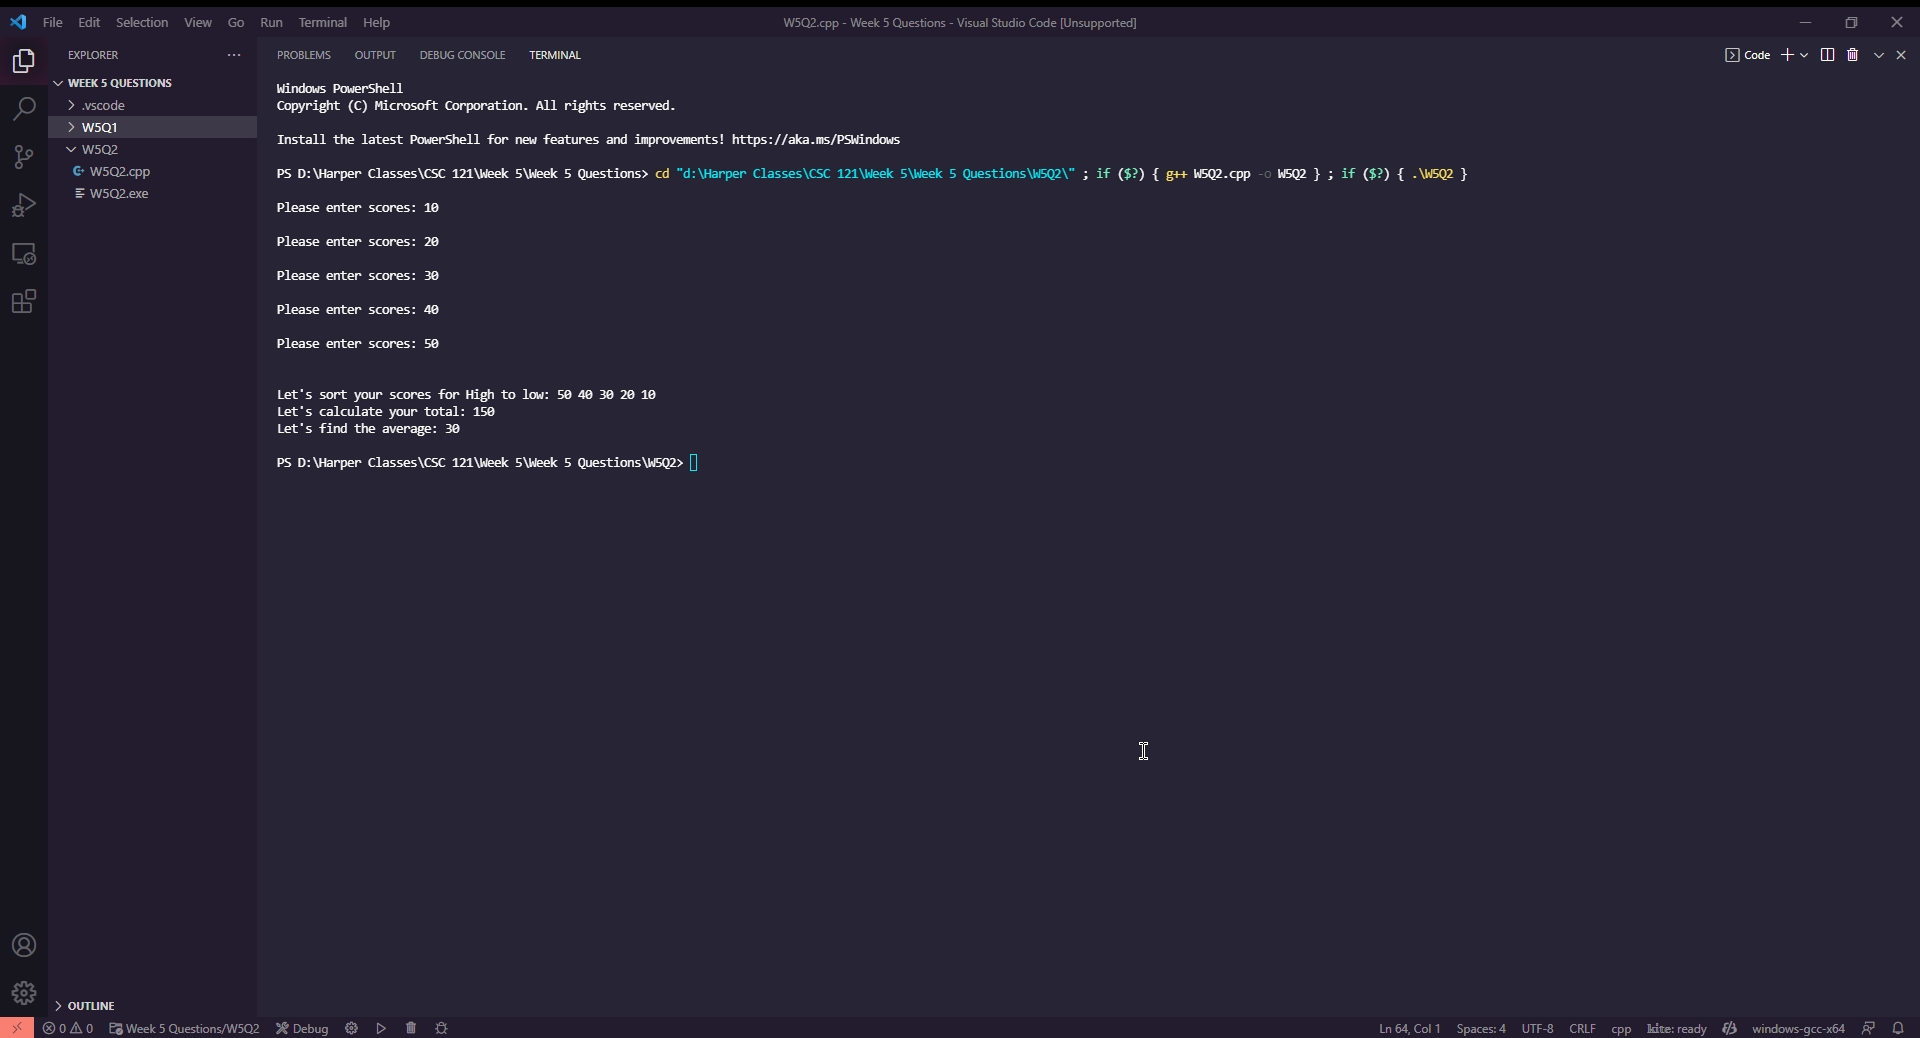 File Edit Selection View Go Run Terminal Help
W5Q2.cpp - Week 5 Questions - Visual Studio Code [Unsupported]
EXPLORER
PROBLEMS OUTPUT DEBUG CONSOLE TERMINAL
Code
WEEK 5 QUESTIONS
.vscode
W5Q1
W5Q2
W5Q2.cpp
W5Q2.exe
Windows PowerShell
Copyright (C) Microsoft Corporation. All rights reserved.
Install the latest PowerShell for new features and improvements! https://aka.ms/PSWindows
PS D:\Harper Classes\CSC 121\Week 5\Week 5 Questions> cd "d:\Harper Classes\CSC 121\Week 5\Week 5 Questions\W5Q2\" ; if ($?) { g++ W5Q2.cpp -o W5Q2 } ; if ($?) { .\W5Q2 }
Please enter scores: 10
Please enter scores: 20
Please enter scores: 30
Please enter scores: 40
Please enter scores: 50
Let's sort your scores for High to low: 50 40 30 20 10
Let's calculate your total: 150
Let's find the average: 30
PS D:\Harper Classes\CSC 121\Week 5\Week 5 Questions\W5Q2>
OUTLINE
0 0 Week 5 Questions/W5Q2 Debug
Ln 64, Col 1 Spaces: 4 UTF-8 CRLF cpp kite: ready windows-gcc-x64